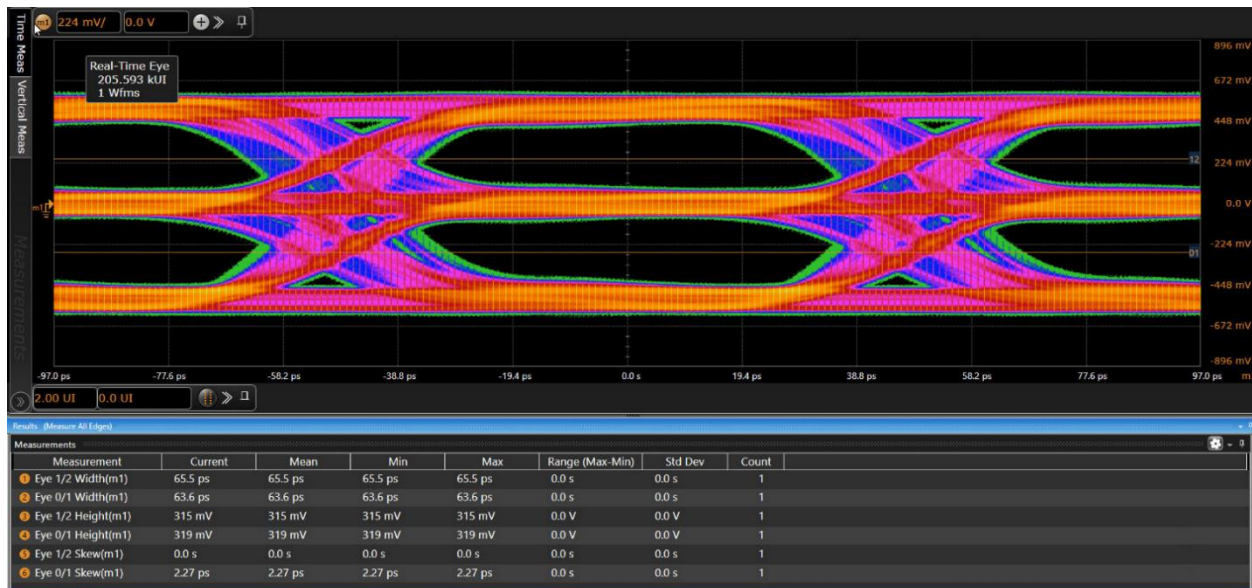 Time Meas
Vertical Meas
Measurements
m1 224 mV/ 0.0 V
Real-Time Eye
205.593 kUI
1 Wfms
896 mV
672 mV
448 mV
12
224 mV
m1
0.0 V
-224 mV
01
-448 mV
-672 mV
-896 mV
-97.0 ps -77.6 ps -58.2 ps -38.8 ps -19.4 ps 0.0 s 19.4 ps 38.8 ps 58.2 ps 77.6 ps 97.0 ps m
2.00 UI 0.0 UI
Results (Measure All Edges)
Measurements
Measurement Current Mean Min Max Range (Max-Min) Std Dev Count
1 Eye 1/2 Width(m1) 65.5 ps 65.5 ps 65.5 ps 65.5 ps 0.0 s 0.0 s 1
2 Eye 0/1 Width(m1) 63.6 ps 63.6 ps 63.6 ps 63.6 ps 0.0 s 0.0 s 1
3 Eye 1/2 Height(m1) 315 mV 315 mV 315 mV 315 mV 0.0 V 0.0 V 1
4 Eye 0/1 Height(m1) 319 mV 319 mV 319 mV 319 mV 0.0 V 0.0 V 1
5 Eye 1/2 Skew(m1) 0.0 s 0.0 s 0.0 s 0.0 s 0.0 s 0.0 s 1
6 Eye 0/1 Skew(m1) 2.27 ps 2.27 ps 2.27 ps 2.27 ps 0.0 s 0.0 s 1